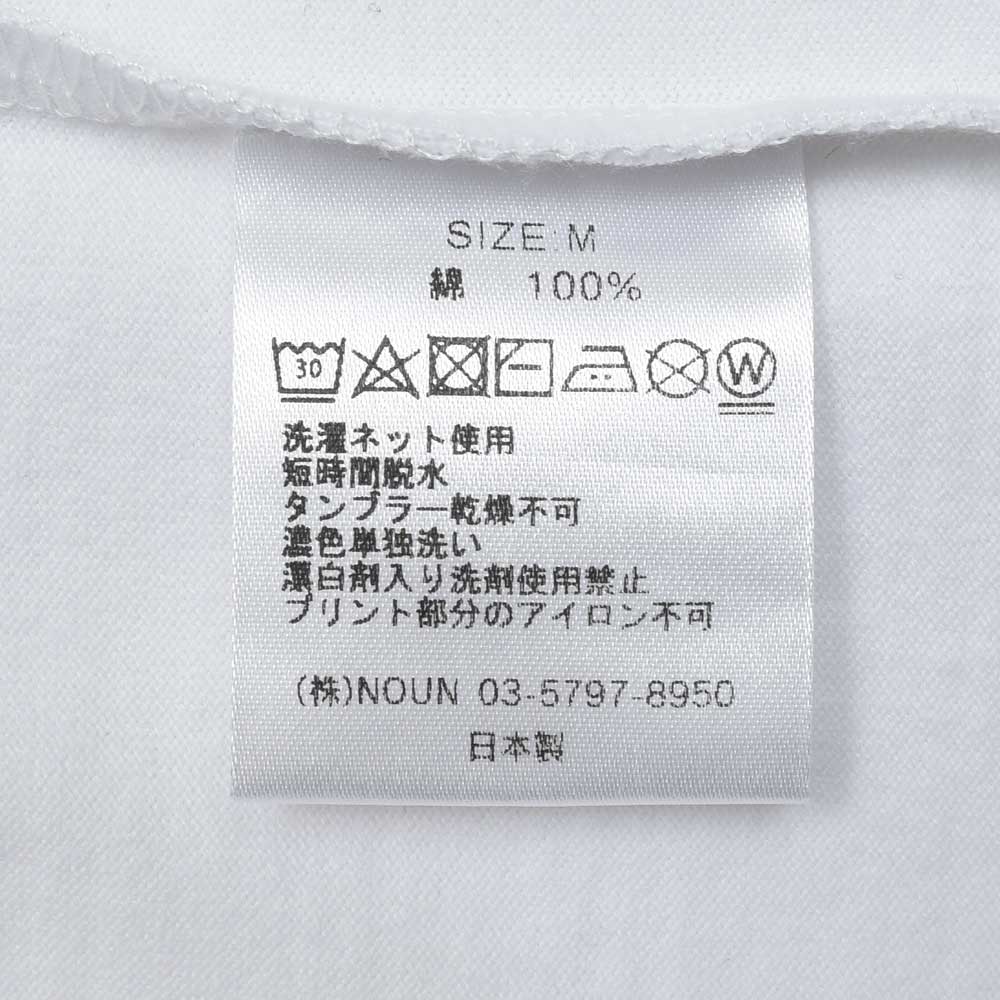 SIZE:M
綿 100%
30
W
洗濯ネット使用
短時間脱水
タンブラー乾燥不可
濃色単独洗い
漂白剤入り洗剤使用禁止
プリント部分のアイロン不可
(株)NOUN 03-5797-8950
日本製